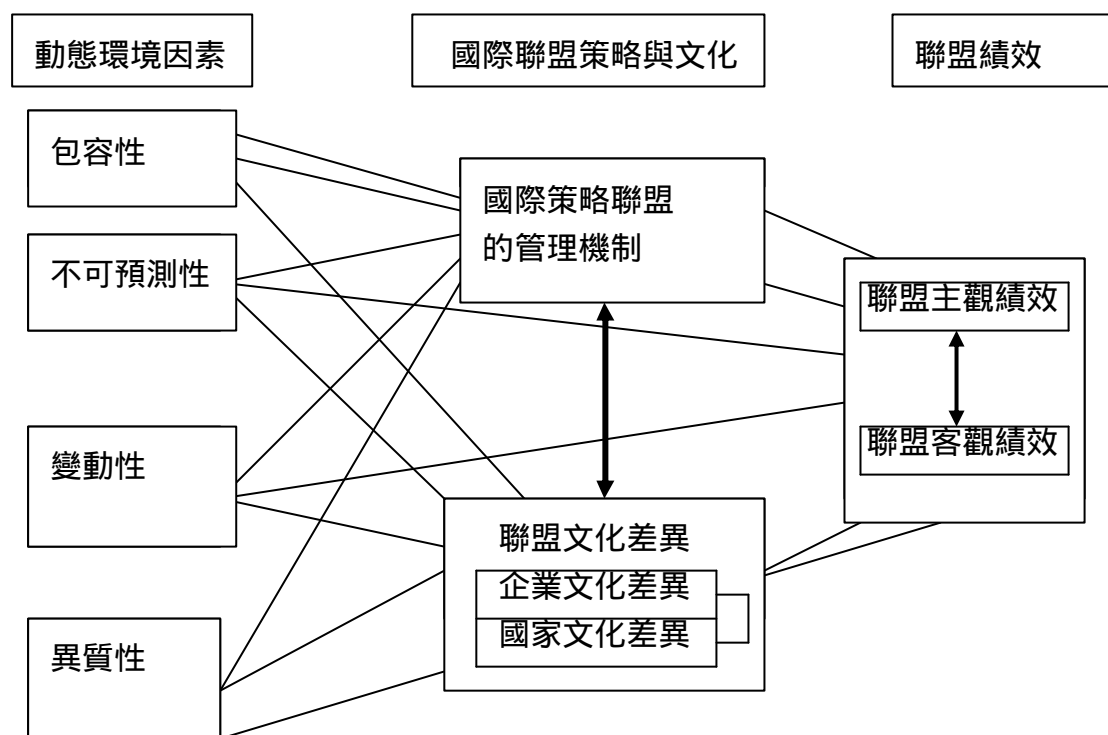 動態環境因素
國際聯盟策略與文化
聯盟績效
包容性
不可預測性
變動性
異質性
國際策略聯盟
的管理機制
聯盟文化差異
企業文化差異
國家文化差異
聯盟主觀績效
聯盟客觀績效